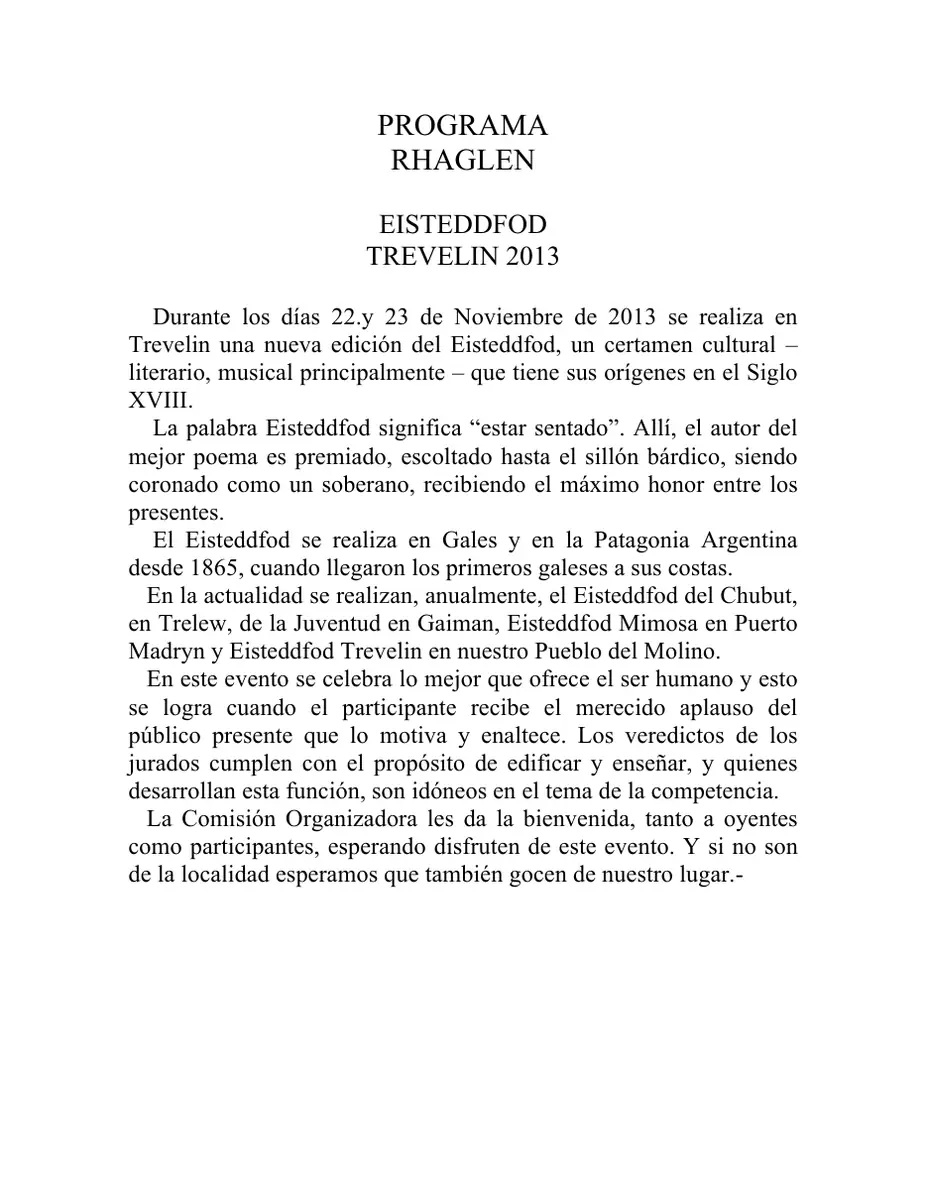 PROGRAMA
RHAGLEN
EISTEDDFOD
TREVELIN 2013
Durante los días 22.y 23 de Noviembre de 2013 se realiza en
Trevelin una nueva edición del Eisteddfod, un certamen cultural –
literario, musical principalmente – que tiene sus orígenes en el Siglo
XVIII.
La palabra Eisteddfod significa “estar sentado”. Allí, el autor del
mejor poema es premiado, escoltado hasta el sillón bárdico, siendo
coronado como un soberano, recibiendo el máximo honor entre los
presentes.
El Eisteddfod se realiza en Gales y en la Patagonia Argentina
desde 1865, cuando llegaron los primeros galeses a sus costas.
En la actualidad se realizan, anualmente, el Eisteddfod del Chubut,
en Trelew, de la Juventud en Gaiman, Eisteddfod Mimosa en Puerto
Madryn y Eisteddfod Trevelin en nuestro Pueblo del Molino.
En este evento se celebra lo mejor que ofrece el ser humano y esto
se logra cuando el participante recibe el merecido aplauso del
público presente que lo motiva y enaltece. Los veredictos de los
jurados cumplen con el propósito de edificar y enseñar, y quienes
desarrollan esta función, son idóneos en el tema de la competencia.
La Comisión Organizadora les da la bienvenida, tanto a oyentes
como participantes, esperando disfruten de este evento. Y si no son
de la localidad esperamos que también gocen de nuestro lugar.-